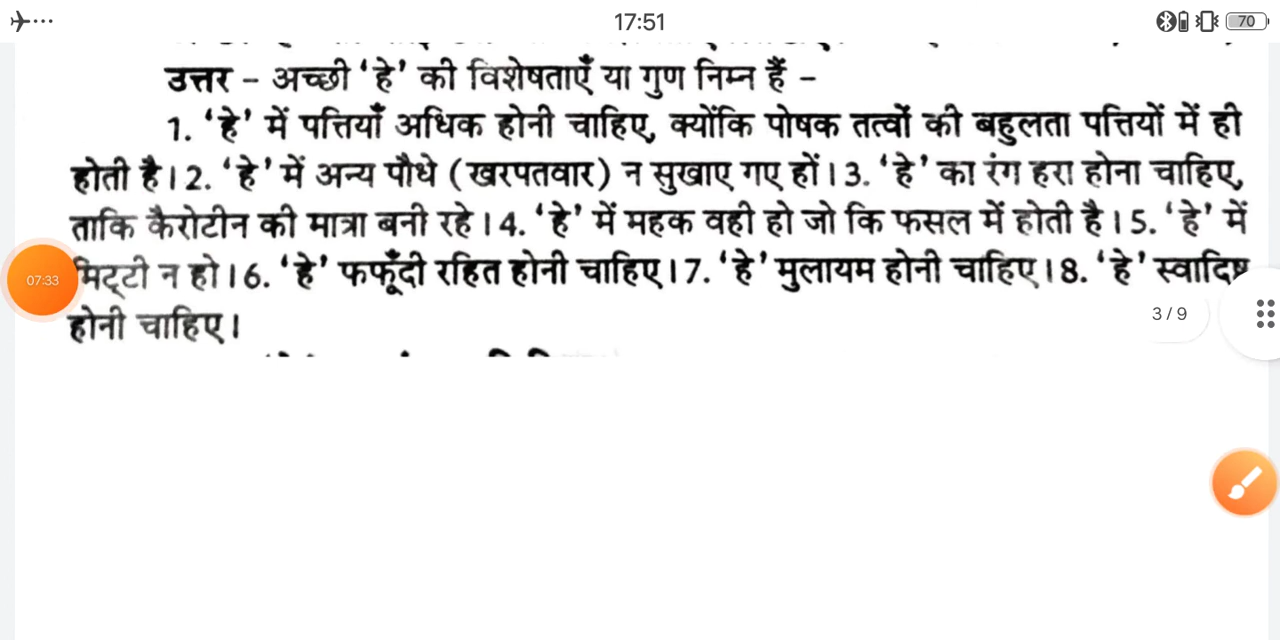 17:51
70
उत्तर – अच्छी ‘हे’ की विशेषताएँ या गुण निम्न हैं –
1. ‘हे’ में पत्तियाँ अधिक होनी चाहिए, क्योंकि पोषक तत्वों की बहुलता पत्तियों में ही
होती है। 2. ‘हे’ में अन्य पौधे (खरपतवार) न सुखाए गए हों। 3. ‘हे’ का रंग हरा होना चाहिए,
ताकि कैरोटीन की मात्रा बनी रहे। 4. ‘हे’ में महक वही हो जो कि फसल में होती है। 5. ‘हे’ में
07:33 मिट्टी न हो। 6. ‘हे’ फफूँदी रहित होनी चाहिए। 7. ‘हे’ मुलायम होनी चाहिए। 8. ‘हे’ स्वादिष्ट
होनी चाहिए।
3 / 9